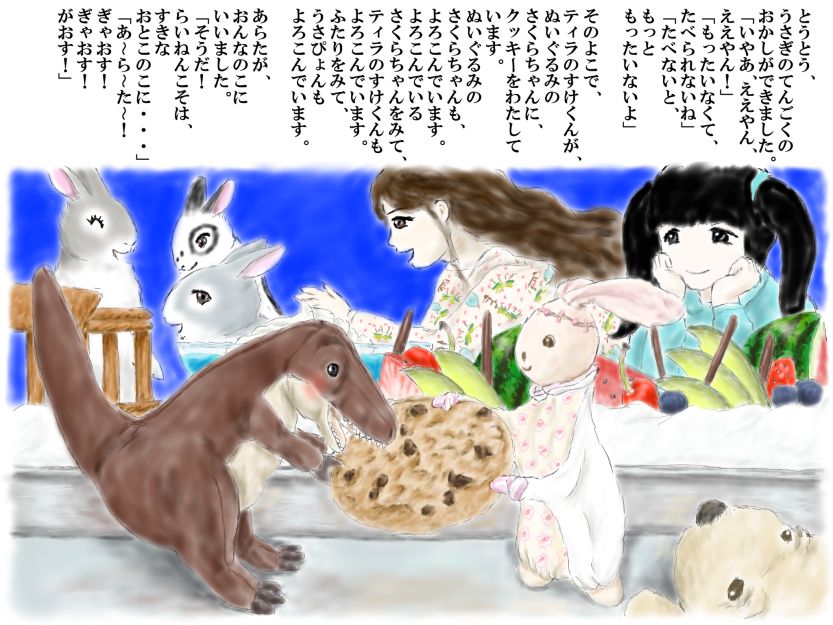 とうとう、
うさぎのてんごくの
おかしができました。
「いやあ、ええやん、
ええやん!」
「もったいなくて、
たべられないね」
「たべないと、
もっと
もったいないよ」
そのよこで、
ティラのすけくんが、
ぬいぐるみの
さくらちゃんに、
クッキーをわたして
います。
ぬいぐるみの
さくらちゃんも、
よろこんでいます。
よろこんでいる
さくらちゃんをみて、
ティラのすけくんも
よろこんでいます。
ふたりをみて、
うさぴょんも
よろこんでいます。
あらたが、
おんなのこに
いいました。
「そうだ!
らいねんこそは、
すきな
おとこのこに・・・」
「あ~ら~た~!
ぎゃおす!
ぎゃおす!
がおす!」